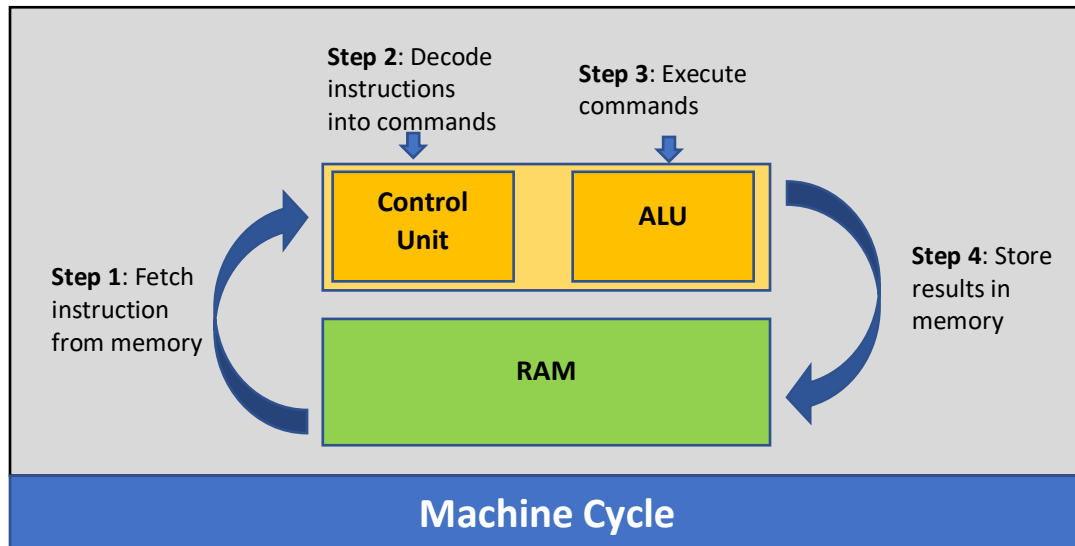 Step 2: Decode
instructions
into commands
Step 3: Execute
commands
Control
Unit
ALU
Step 1: Fetch
instruction
from memory
Step 4: Store
results in
memory
RAM
Machine Cycle